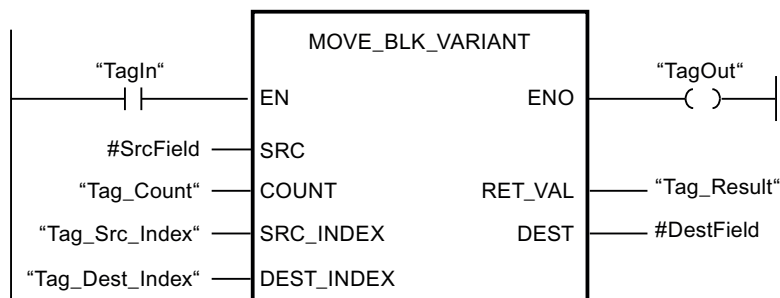 MOVE_BLK_VARIANT
“TagIn“ “TagOut“
EN ENO
#SrcField SRC
“Tag_Count“ COUNT RET_VAL “Tag_Result“
“Tag_Src_Index“ SRC_INDEX DEST #DestField
“Tag_Dest_Index“ DEST_INDEX